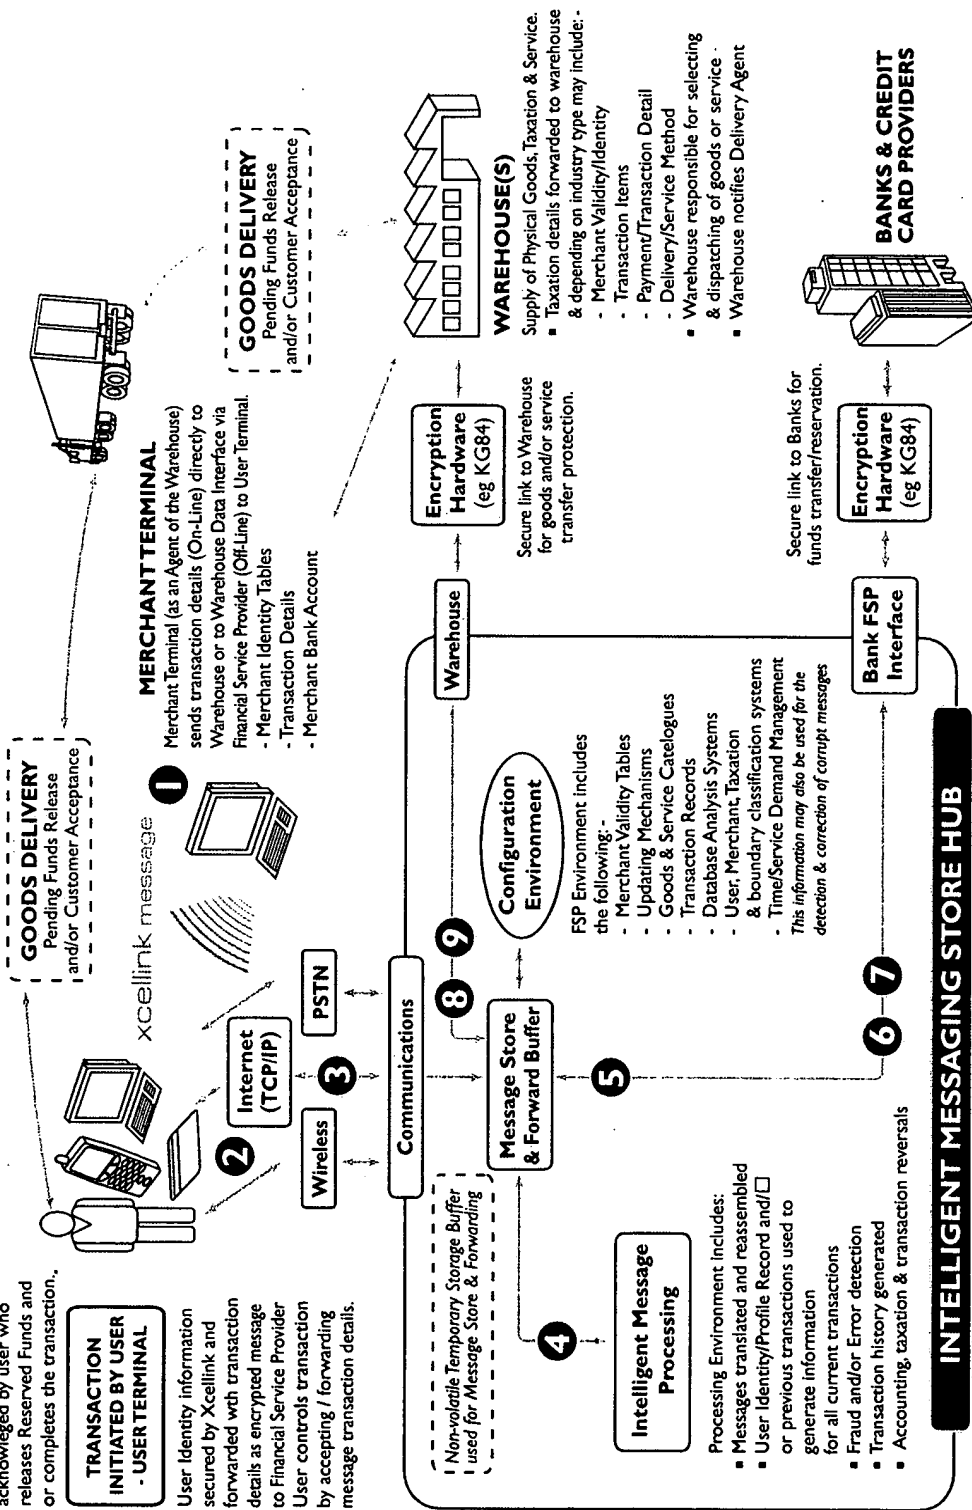 acknowleged by user who
releases Reserved Funds and
or completes the transaction.
GOODS DELIVERY
Pending Funds Release
and/or Customer Acceptance
TRANSACTION
INITIATED BY USER
- USER TERMINAL
User Identity information
secured by Xcellink and
forwarded wth transaction
details as encrypted message
to Financial Service Provider
User controls transaction
by accepting / forwarding
message transaction details.
xcellink message
1
MERCHANT TERMINAL
Merchant Terminal (as an Agent of the Warehouse)
sends transaction details (On-Line) directly to
Warehouse or to Warehouse Data Interface via
Financial Service Provider (Off-Line) to User Terminal.
- Merchant Identity Tables
- Transaction Details
- Merchant Bank Account
GOODS DELIVERY
Pending Funds Release
and/or Customer Acceptance
2
Internet
(TCP/IP)
Wireless
3
PSTN
Communications
Non-volatile Temporary Storage Buffer
used for Message Store & Forwarding
Message Store
& Forward Buffer
8
9
Warehouse
Encryption
Hardware
(eg KG84)
Secure link to Warehouse
for goods and/or service
transfer protection.
WAREHOUSE(S)
Supply of Physical Goods, Taxation & Service.
▪ Taxation details forwarded to warehouse
& depending on industry type may include: -
- Merchant Validity/Identity
- Transaction Items
- Payment/Transaction Detail
- Delivery/Service Method
▪ Warehouse responsible for selecting
& dispatching of goods or service -
▪ Warehouse notifies Delivery Agent
Configuration
Environment
FSP Environment includes
the following: -
- Merchant Validity Tables
- Updating Mechanisms
- Goods & Service Catelogues
- Transaction Records
- Database Analysis Systems
- User, Merchant, Taxation
& boundary classification systems
- Time/Service Demand Management
This information may also be used for the
detection & correction of corrupt messages
4
5
Intelligent Message
Processing
Processing Environment includes:
▪ Messages translated and reassembled
▪ User Identity/Profile Record and/□
or previous transactions used to
generate information
for all current transactions
▪ Fraud and/or Error detection
▪ Transaction history generated
▪ Accounting, taxation & transaction reversals
6
7
Bank FSP
Interface
Secure link to Banks for
funds transfer/reservation.
Encryption
Hardware
(eg KG84)
BANKS & CREDIT
CARD PROVIDERS
INTELLIGENT MESSAGING STORE HUB